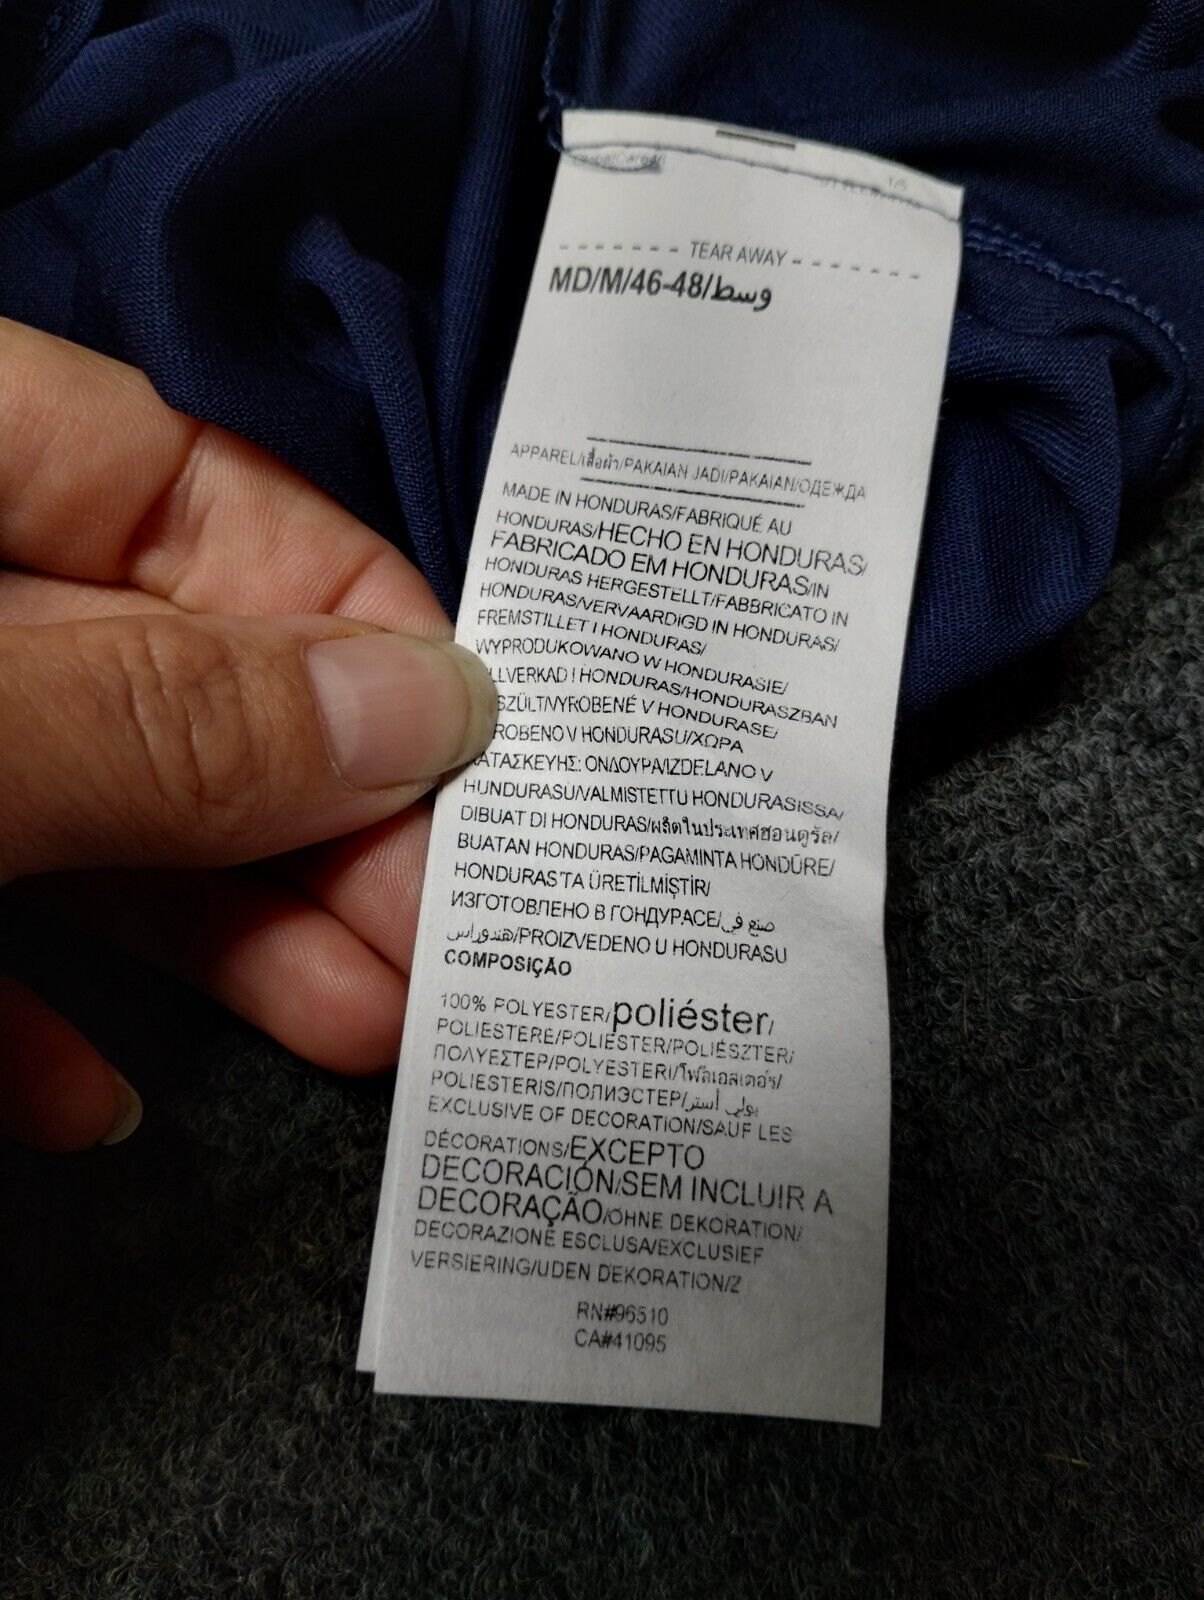 1/5
TEAR AWAY
MD/M/46-48/وسط
APPAREL/เสื้อผ้า/PAKAIAN JADI/PAKAIAN/ОДЕЖДА
MADE IN HONDURAS/FABRIQUÉ AU
HONDURAS/HECHO EN HONDURAS/
FABRICADO EM HONDURAS/IN
HONDURAS HERGESTELLT/FABBRICATO IN
HONDURAS/VERVAARDIGD IN HONDURAS/
FREMSTILLET I HONDURAS/
WYPRODUKOWANO W HONDURASIE/
LLVERKAD I HONDURAS/HONDURASZBAN
SZÜLT/VYROBENÉ V HONDURASE/
ROBENO V HONDURASU/ΧΩΡΑ
ΑΤΑΣΚΕΥΗΣ: ΟΝΔΟΥΡΑ/IZDELANO V
HUNDURASU/VALMISTETTU HONDURASISSA/
DIBUAT DI HONDURAS/ผลิตในประเทศฮอนดูรัส/
BUATAN HONDURAS/PAGAMINTA HONDŪRE/
HONDURAS'TA ÜRETİLMİŞTİR/
ИЗГОТОВЛЕНО В ГОНДУРАСЕ/صنع في
هندوراس/PROIZVEDENO U HONDURASU
COMPOSIÇÃO
100% POLYESTER/poliéster/
POLIESTERE/POLIESTER/POLIÉSZTER/
ΠΟΛΥΕΣΤΕΡ/POLYESTERI/โพลีเอสเตอร์/
POLIESTERIS/ПОЛИЭСТЕР/بولي أستر
EXCLUSIVE OF DECORATION/SAUF LES
DÉCORATIONS/EXCEPTO
DECORACIÓN/SEM INCLUIR A
DECORAÇÃO/OHNE DEKORATION/
DECORAZIONE ESCLUSA/EXCLUSIEF
VERSIERING/UDEN DEKORATION/Z
RN#96510
CA#41095